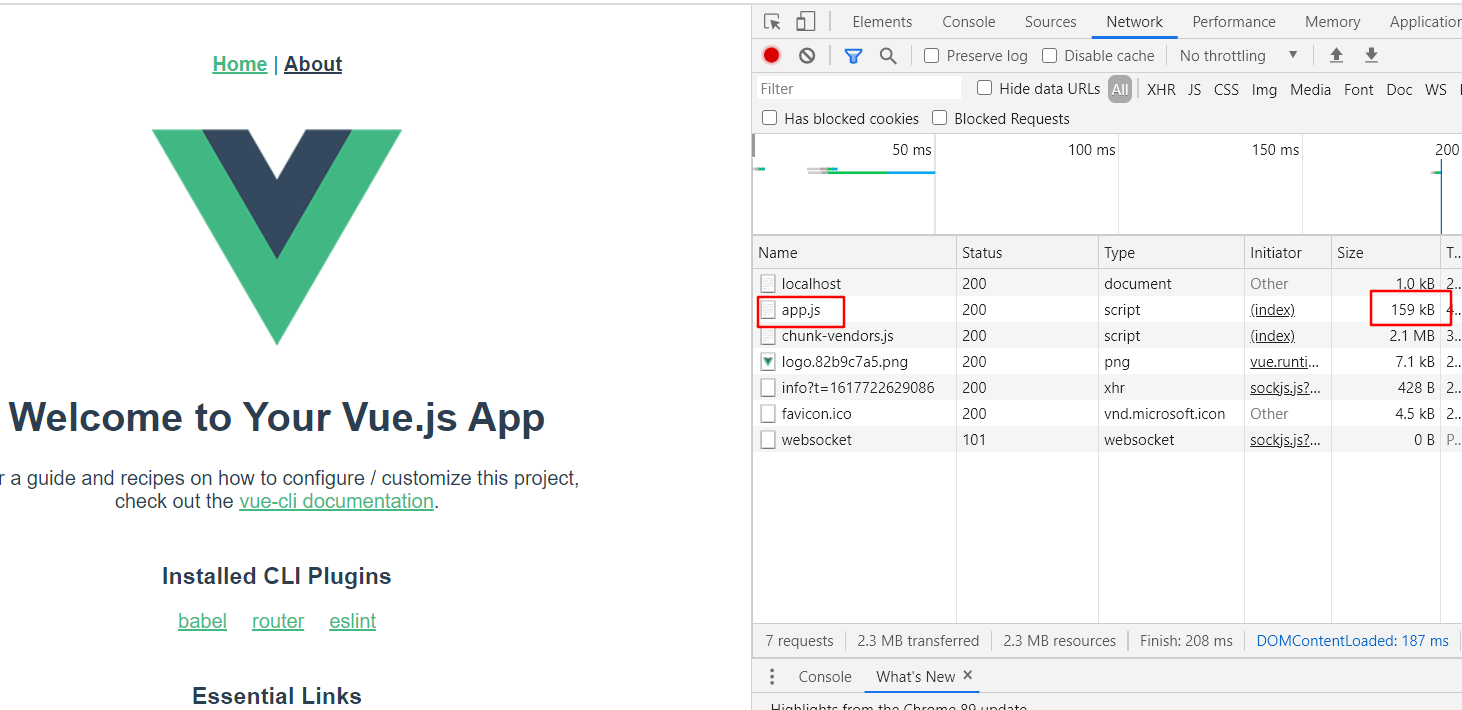 Home | About
Welcome to Your Vue.js App
r a guide and recipes on how to configure / customize this project,
check out the vue-cli documentation.
Installed CLI Plugins
babel router eslint
Essential Links
Elements Console Sources Network Performance Memory Application
Preserve log Disable cache No throttling
Filter Hide data URLs All XHR JS CSS Img Media Font Doc WS
Has blocked cookies Blocked Requests
50 ms 100 ms 150 ms 200
Name Status Type Initiator Size T...
localhost 200 document Other 1.0 kB 2...
app.js 200 script (index) 159 kB 4...
chunk-vendors.js 200 script (index) 2.1 MB 3...
logo.82b9c7a5.png 200 png vue.runti... 7.1 kB 2...
info?t=1617722629086 200 xhr sockjs.js?... 428 B 2...
favicon.ico 200 vnd.microsoft.icon Other 4.5 kB 2...
websocket 101 websocket sockjs.js?... 0 B P...
7 requests 2.3 MB transferred 2.3 MB resources Finish: 208 ms DOMContentLoaded: 187 ms
Console What's New ×
Highlights from the Chrome 89 update